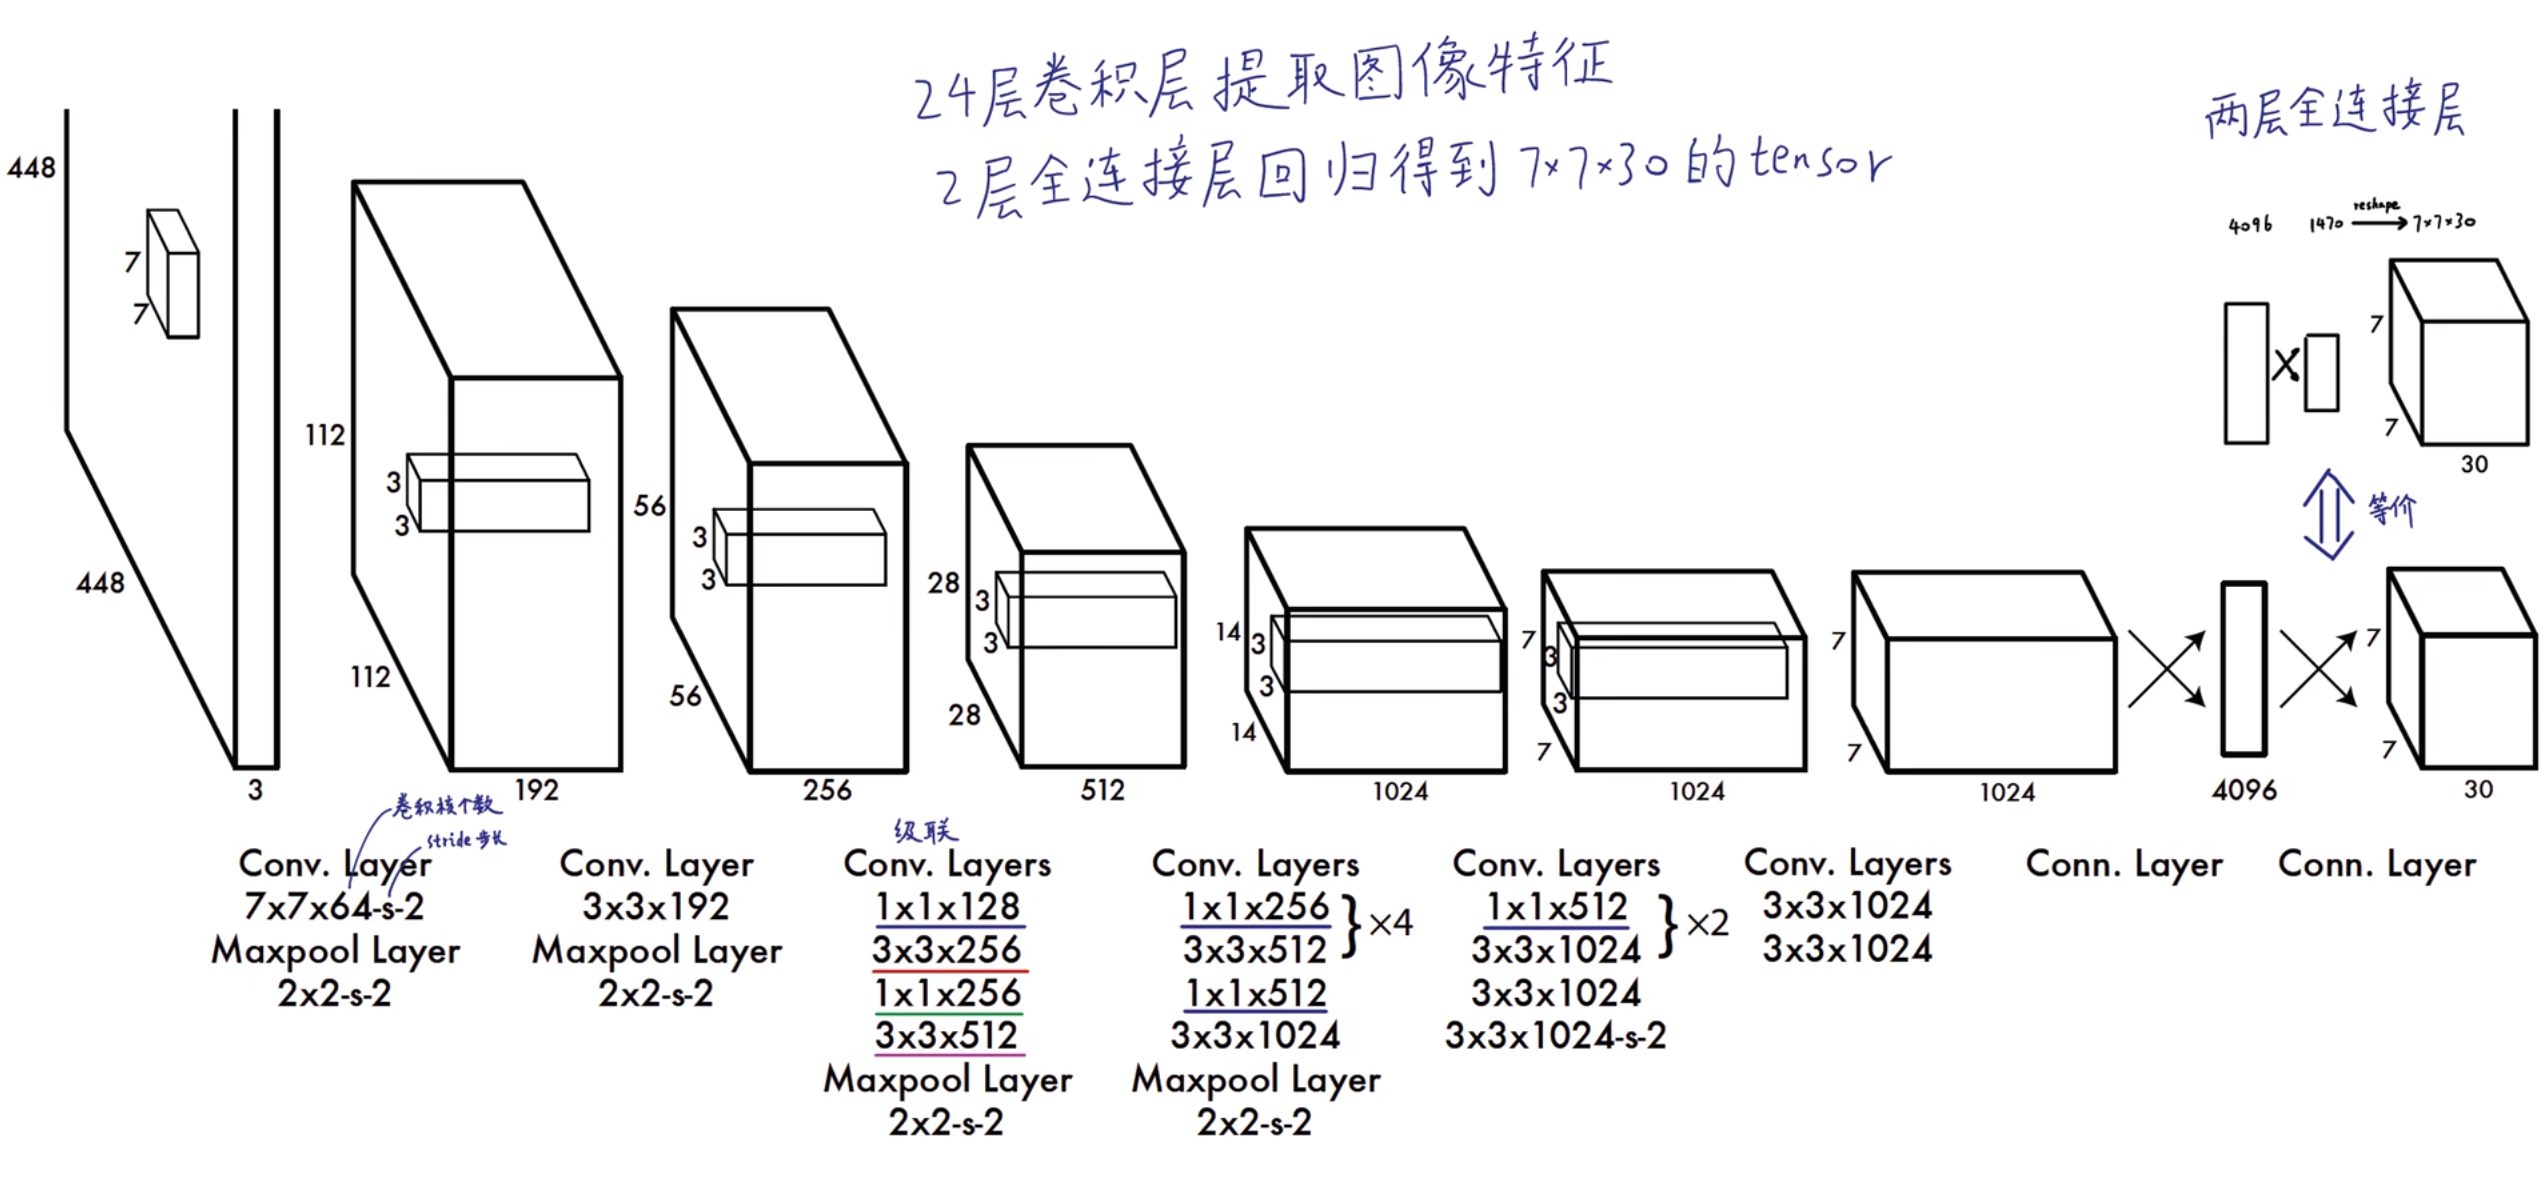 24层卷积层提取图像特征
2层全连接层回归得到 7×7×30 的 tensor
两层全连接层
4096 1470 reshape 7×7×30
448
7
7
448
3
112
3
3
112
192
56
3
3
56
256
28
3
3
28
512
14
3
3
14
1024
7
3
3
7
1024
7
7
1024
4096
7
7
30
等价
7
7
30
卷积核个数
stride 步长
Conv. Layer
7x7x64-s-2
Maxpool Layer
2x2-s-2
Conv. Layer
3x3x192
Maxpool Layer
2x2-s-2
级联
Conv. Layers
1x1x128
3x3x256
1x1x256
3x3x512
Maxpool Layer
2x2-s-2
Conv. Layers
1x1x256
3x3x512
}×4
1x1x512
3x3x1024
Maxpool Layer
2x2-s-2
Conv. Layers
1x1x512
3x3x1024
}×2
3x3x1024
3x3x1024-s-2
Conv. Layers
3x3x1024
3x3x1024
Conn. Layer
Conn. Layer